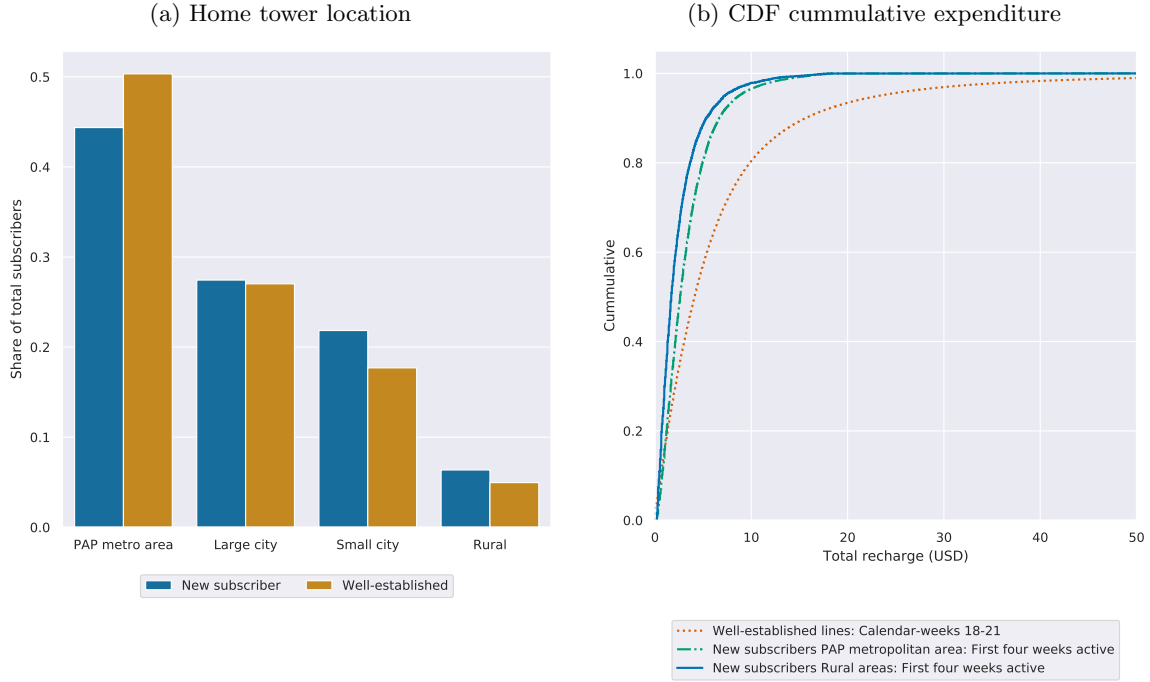 (a) Home tower location
0.5
0.4
0.3
0.2
0.1
0.0
Share of total subscribers
PAP metro area
Large city
Small city
Rural
New subscriber
Well-established
(b) CDF cummulative expenditure
1.0
0.8
0.6
0.4
0.2
0.0
Cummulative
0
10
20
30
40
50
Total recharge (USD)
Well-established lines: Calendar-weeks 18-21
New subscribers PAP metropolitan area: First four weeks active
New subscribers Rural areas: First four weeks active